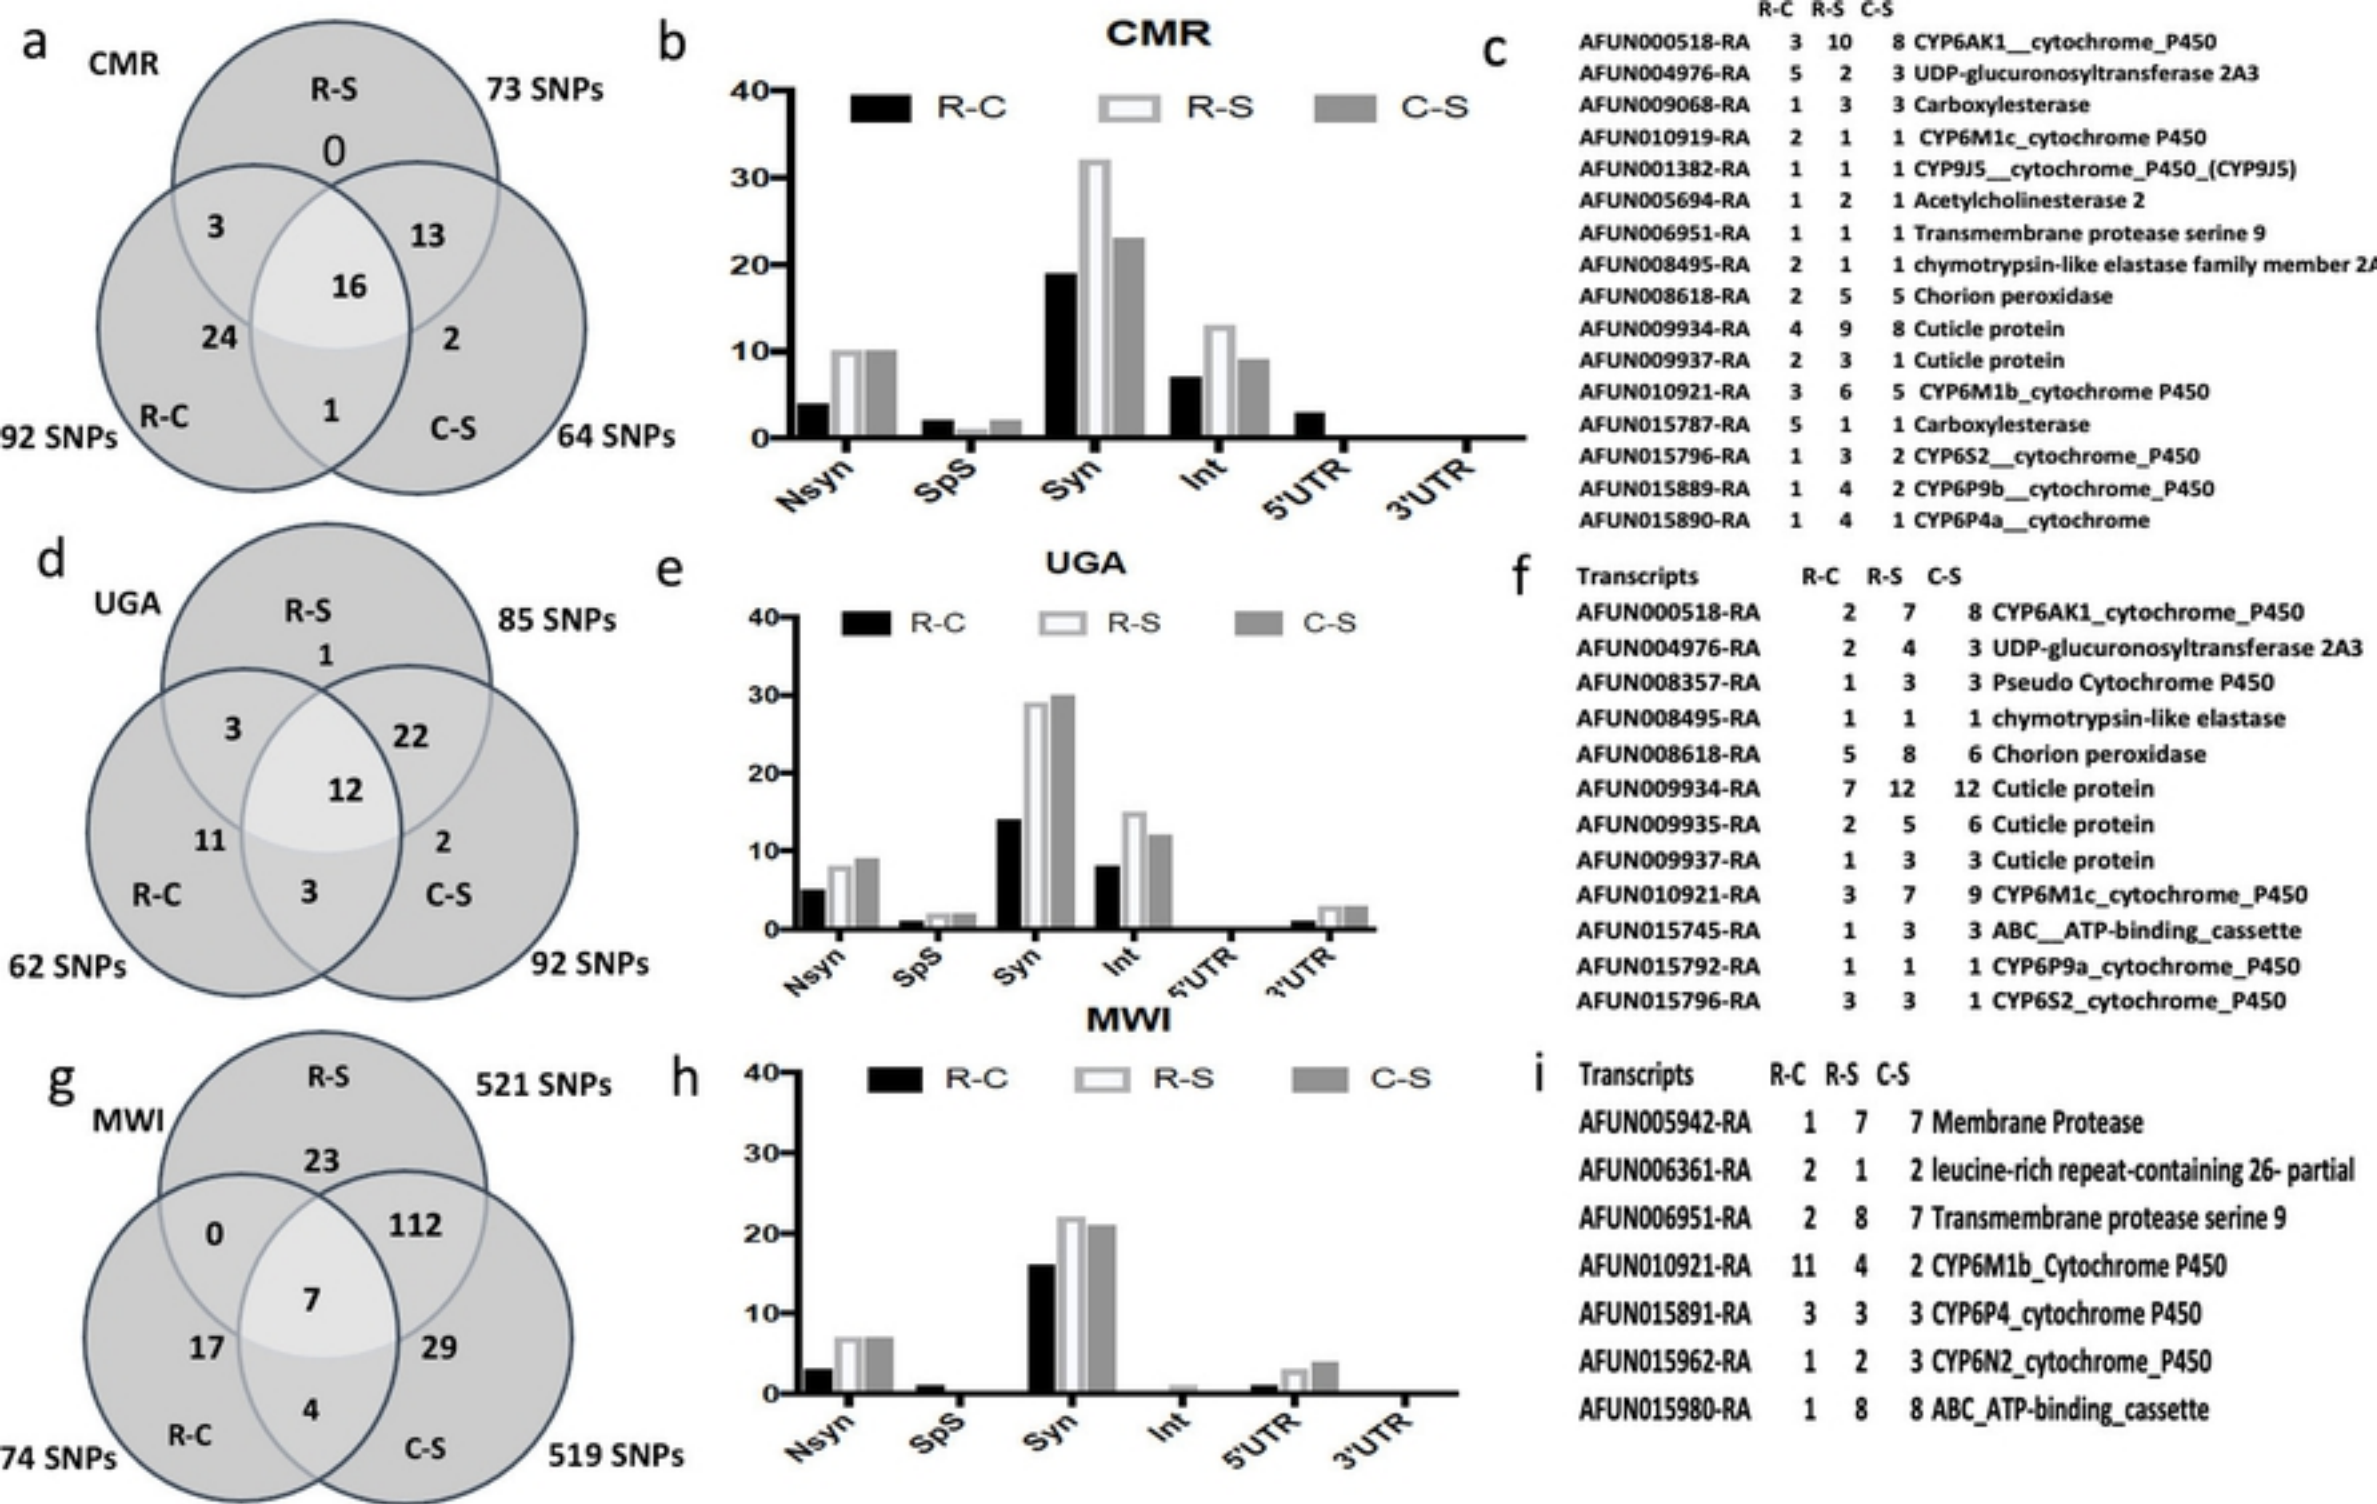 a
CMR
R-S
73 SNPs
0
3
13
16
24
2
R-C
1
C-S
92 SNPs
64 SNPs
b
CMR
40
R-C
R-S
C-S
30
20
10
0
Nsyn
SpS
Syn
Int
5'UTR
3'UTR
c
R-C R-S C-S
AFUN000518-RA 3 10 8 CYP6AK1__cytochrome_P450
AFUN004976-RA 5 2 3 UDP-glucuronosyltransferase 2A3
AFUN009068-RA 1 3 3 Carboxylesterase
AFUN010919-RA 2 1 1 CYP6M1c_cytochrome P450
AFUN001382-RA 1 1 1 CYP9J5__cytochrome_P450_(CYP9J5)
AFUN005694-RA 1 2 1 Acetylcholinesterase 2
AFUN006951-RA 1 1 1 Transmembrane protease serine 9
AFUN008495-RA 2 1 1 chymotrypsin-like elastase family member 2A
AFUN008618-RA 2 5 5 Chorion peroxidase
AFUN009934-RA 4 9 8 Cuticle protein
AFUN009937-RA 2 3 1 Cuticle protein
AFUN010921-RA 3 6 5 CYP6M1b_cytochrome P450
AFUN015787-RA 5 1 1 Carboxylesterase
AFUN015796-RA 1 3 2 CYP6S2__cytochrome_P450
AFUN015889-RA 1 4 2 CYP6P9b__cytochrome_P450
AFUN015890-RA 1 4 1 CYP6P4a__cytochrome
d
UGA
R-S
85 SNPs
1
3
22
12
11
2
R-C
3
C-S
62 SNPs
92 SNPs
e
UGA
40
R-C
R-S
C-S
30
20
10
0
Nsyn
SpS
Syn
Int
5'UTR
3'UTR
f
Transcripts R-C R-S C-S
AFUN000518-RA 2 7 8 CYP6AK1_cytochrome_P450
AFUN004976-RA 2 4 3 UDP-glucuronosyltransferase 2A3
AFUN008357-RA 1 3 3 Pseudo Cytochrome P450
AFUN008495-RA 1 1 1 chymotrypsin-like elastase
AFUN008618-RA 5 8 6 Chorion peroxidase
AFUN009934-RA 7 12 12 Cuticle protein
AFUN009935-RA 2 5 6 Cuticle protein
AFUN009937-RA 1 3 3 Cuticle protein
AFUN010921-RA 3 7 9 CYP6M1c_cytochrome_P450
AFUN015745-RA 1 3 3 ABC__ATP-binding_cassette
AFUN015792-RA 1 1 1 CYP6P9a_cytochrome_P450
AFUN015796-RA 3 3 1 CYP6S2_cytochrome_P450
g
MWI
R-S
521 SNPs
23
0
112
7
17
29
R-C
4
C-S
74 SNPs
519 SNPs
h
MWI
40
R-C
R-S
C-S
30
20
10
0
Nsyn
SpS
Syn
Int
5'UTR
3'UTR
i
Transcripts R-C R-S C-S
AFUN005942-RA 1 7 7 Membrane Protease
AFUN006361-RA 2 1 2 leucine-rich repeat-containing 26- partial
AFUN006951-RA 2 8 7 Transmembrane protease serine 9
AFUN010921-RA 11 4 2 CYP6M1b_Cytochrome P450
AFUN015891-RA 3 3 3 CYP6P4_cytochrome P450
AFUN015962-RA 1 2 3 CYP6N2_cytochrome_P450
AFUN015980-RA 1 8 8 ABC_ATP-binding_cassette